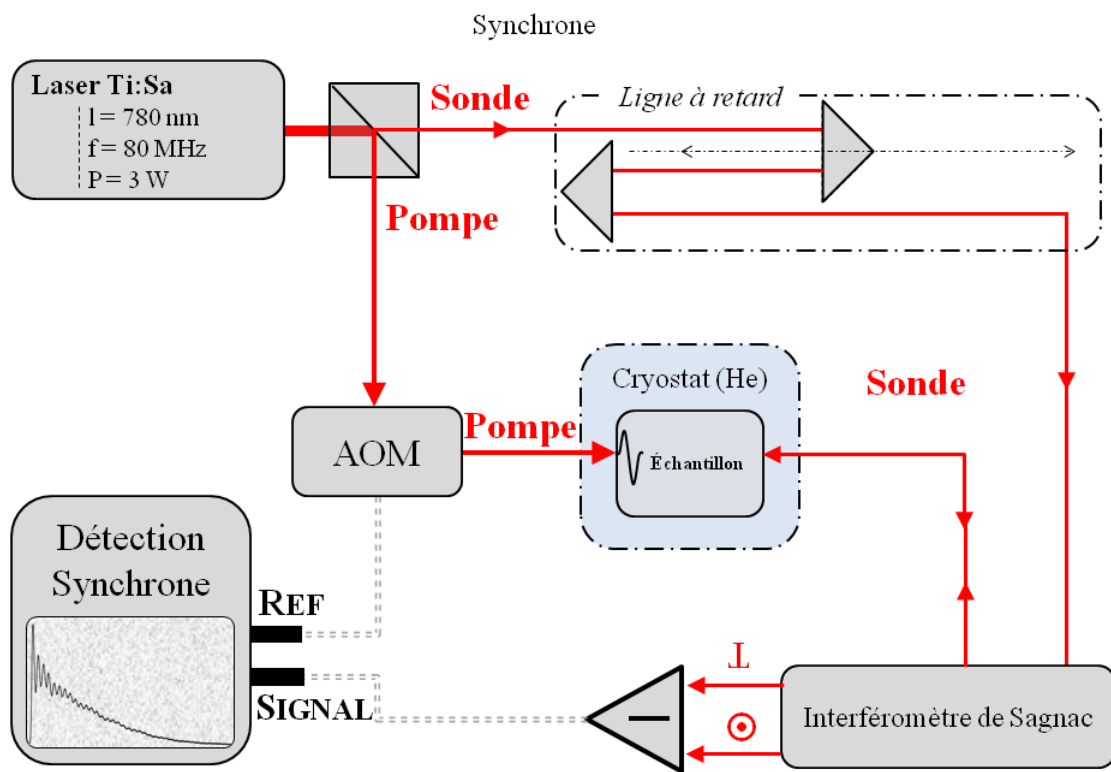 Synchrone
Laser Ti:Sa
l = 780 nm
f = 80 MHz
P = 3 W
Sonde
Ligne à retard
Pompe
Cryostat (He)
Sonde
AOM
Pompe
Échantillon
Détection
Synchrone
REF
SIGNAL
⊥
⊙
Interféromètre de Sagnac